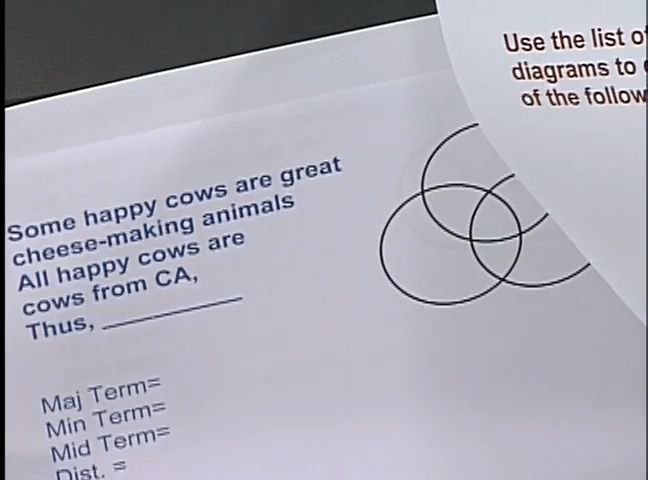 Use the list of
diagrams to
of the follow
Some happy cows are great
cheese-making animals
All happy cows are
cows from CA,
Thus, ____________
Maj Term=
Min Term=
Mid Term=
Dist. =